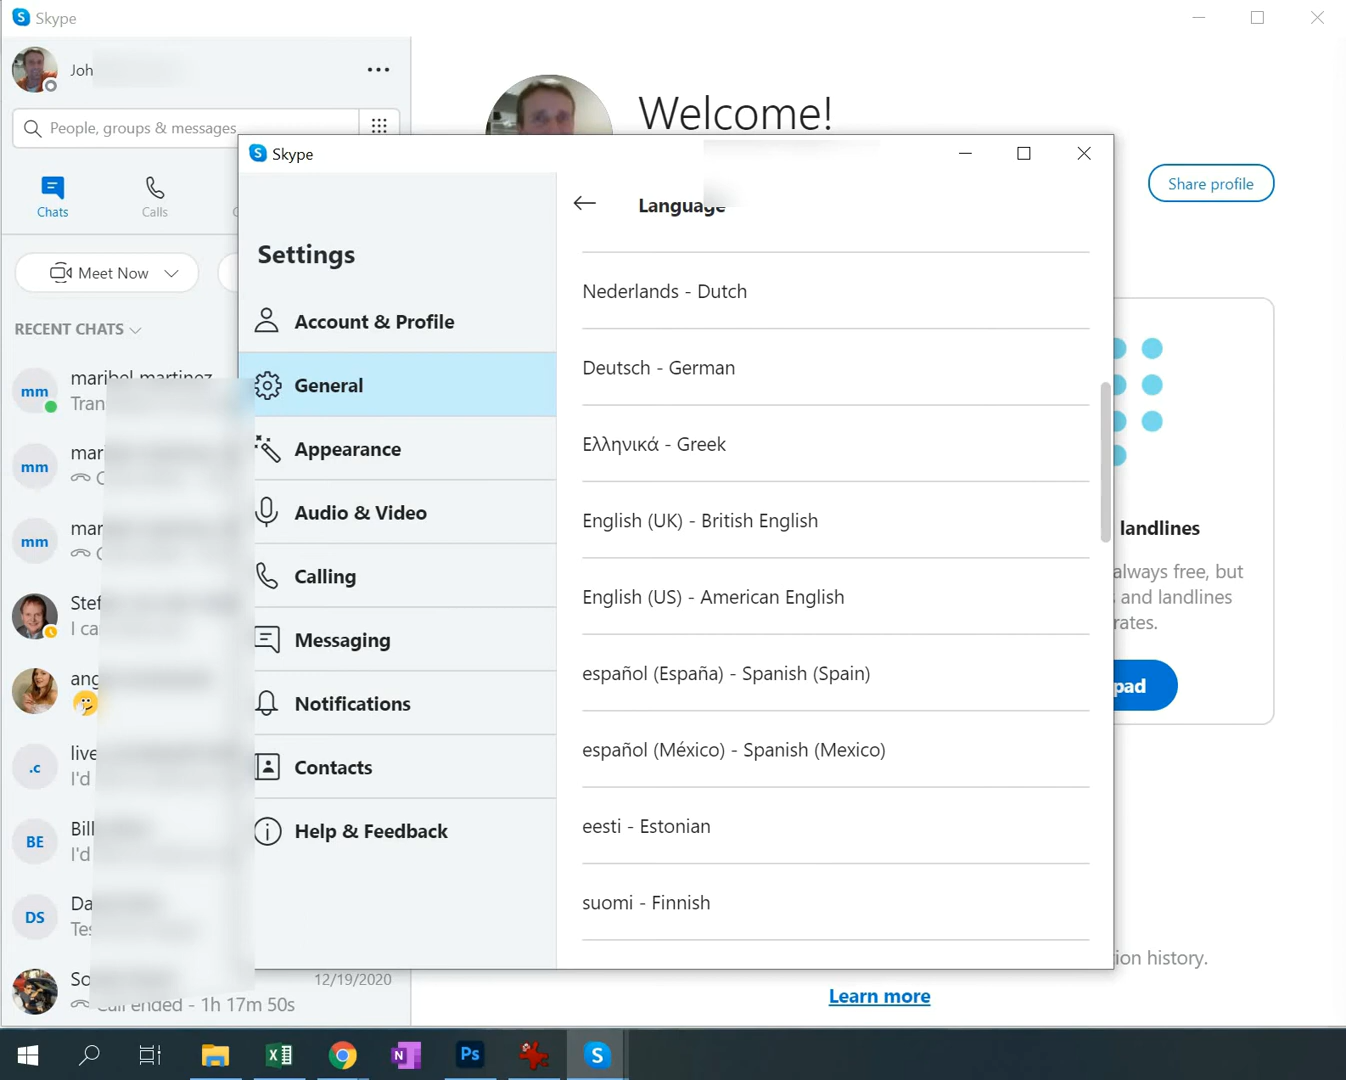 Skype
Joh
People, groups & messages
Chats
Calls
Meet Now
RECENT CHATS
mm
maribel martinez
Tran
mm
mar
mm
mar
Stef
I ca
ang
.c
live
I'd
BE
Bill
I'd
DS
Da
Tes
So
12/19/2020
Call ended - 1h 17m 50s
Welcome!
Share profile
landlines
always free, but
and landlines
rates.
pad
ion history.
Learn more
Skype
Settings
Account & Profile
General
Appearance
Audio & Video
Calling
Messaging
Notifications
Contacts
Help & Feedback
Language
Nederlands - Dutch
Deutsch - German
Ελληνικά - Greek
English (UK) - British English
English (US) - American English
español (España) - Spanish (Spain)
español (México) - Spanish (Mexico)
eesti - Estonian
suomi - Finnish
N
Ps
S